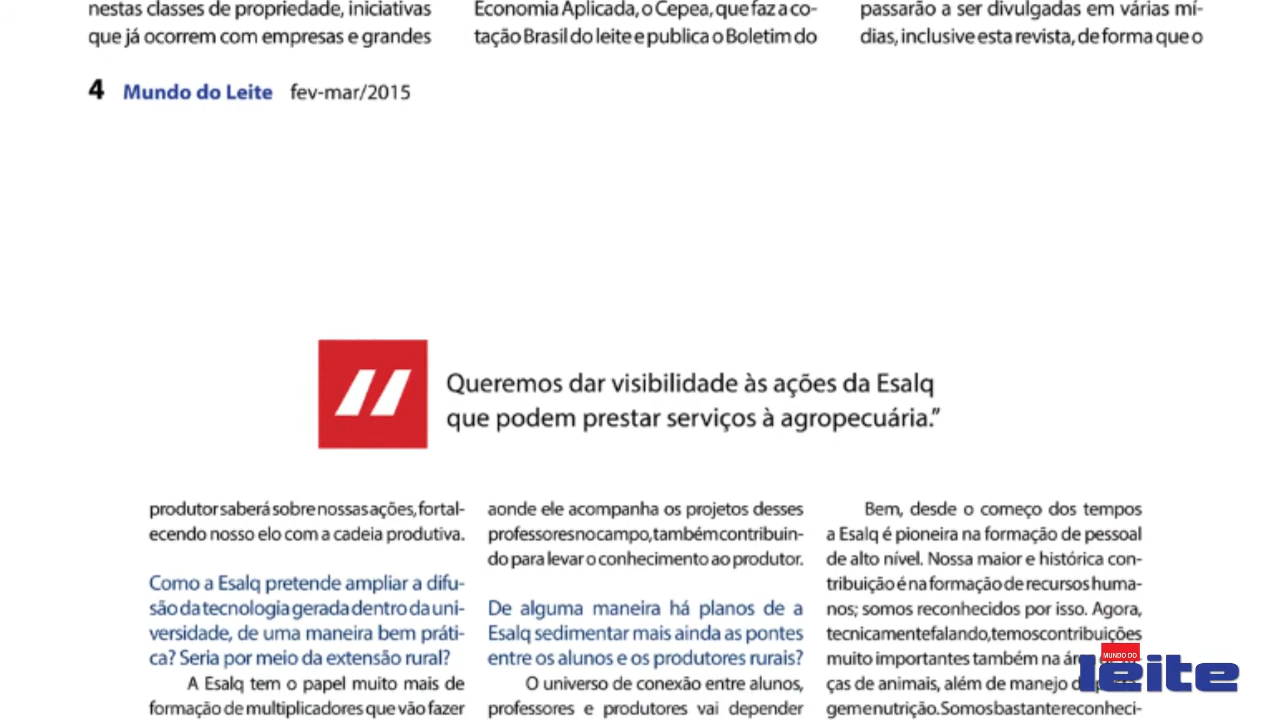 nestas classes de propriedade, iniciativas
que já ocorrem com empresas e grandes
Economia Aplicada, o Cepea, que faz a co-
tação Brasil do leite e publica o Boletim do
passarão a ser divulgadas em várias mí-
dias, inclusive esta revista, de forma que o
4 Mundo do Leite fev-mar/2015
"Queremos dar visibilidade às ações da Esalq
que podem prestar serviços à agropecuária."
produtor saberá sobre nossas ações, fortal-
ecendo nosso elo com a cadeia produtiva.
Como a Esalq pretende ampliar a difu-
são da tecnologia gerada dentro da uni-
versidade, de uma maneira bem práti-
ca? Seria por meio da extensão rural?
A Esalq tem o papel muito mais de
formação de multiplicadores que vão fazer
aonde ele acompanha os projetos desses
professores no campo, também contribuin-
do para levar o conhecimento ao produtor.
De alguma maneira há planos de a
Esalq sedimentar mais ainda as pontes
entre os alunos e os produtores rurais?
O universo de conexão entre alunos,
professores e produtores vai depender
Bem, desde o começo dos tempos
a Esalq é pioneira na formação de pessoal
de alto nível. Nossa maior e histórica con-
tribuição é na formação de recursos huma-
nos; somos reconhecidos por isso. Agora,
tecnicamente falando, temos contribuições
muito importantes também na
ças de animais, além de manejo
gem e nutrição. Somos bastante reconheci-
MUNDO DO
leite